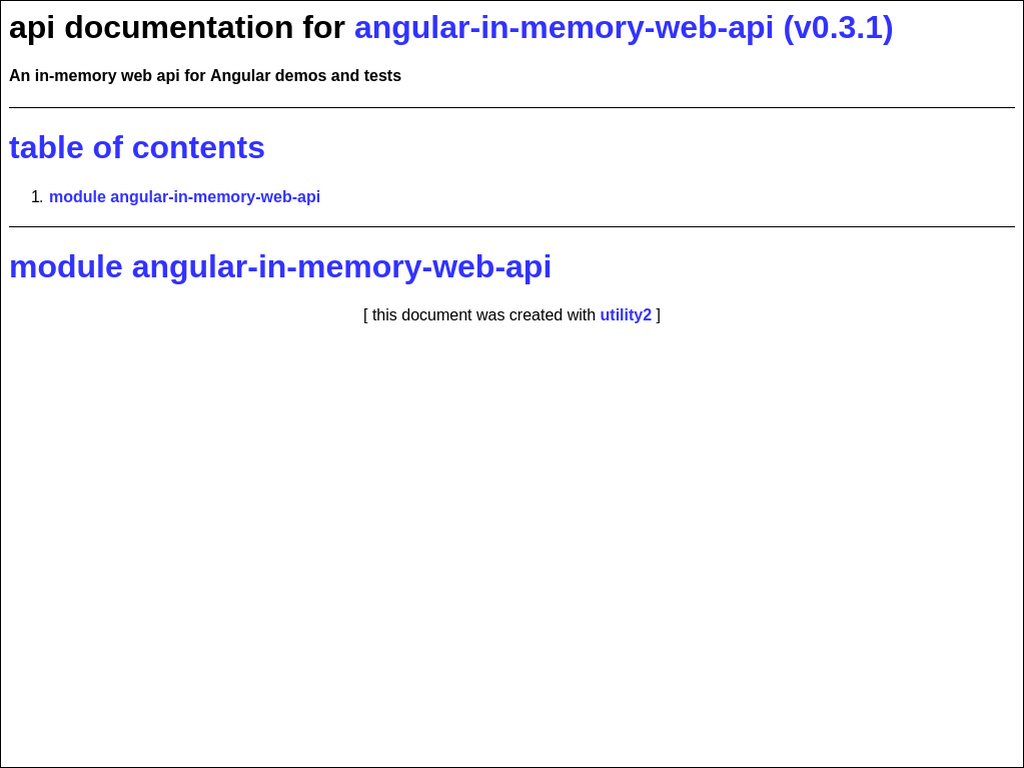 api documentation for angular-in-memory-web-api (v0.3.1)
An in-memory web api for Angular demos and tests
table of contents
1. module angular-in-memory-web-api
module angular-in-memory-web-api
[ this document was created with utility2 ]